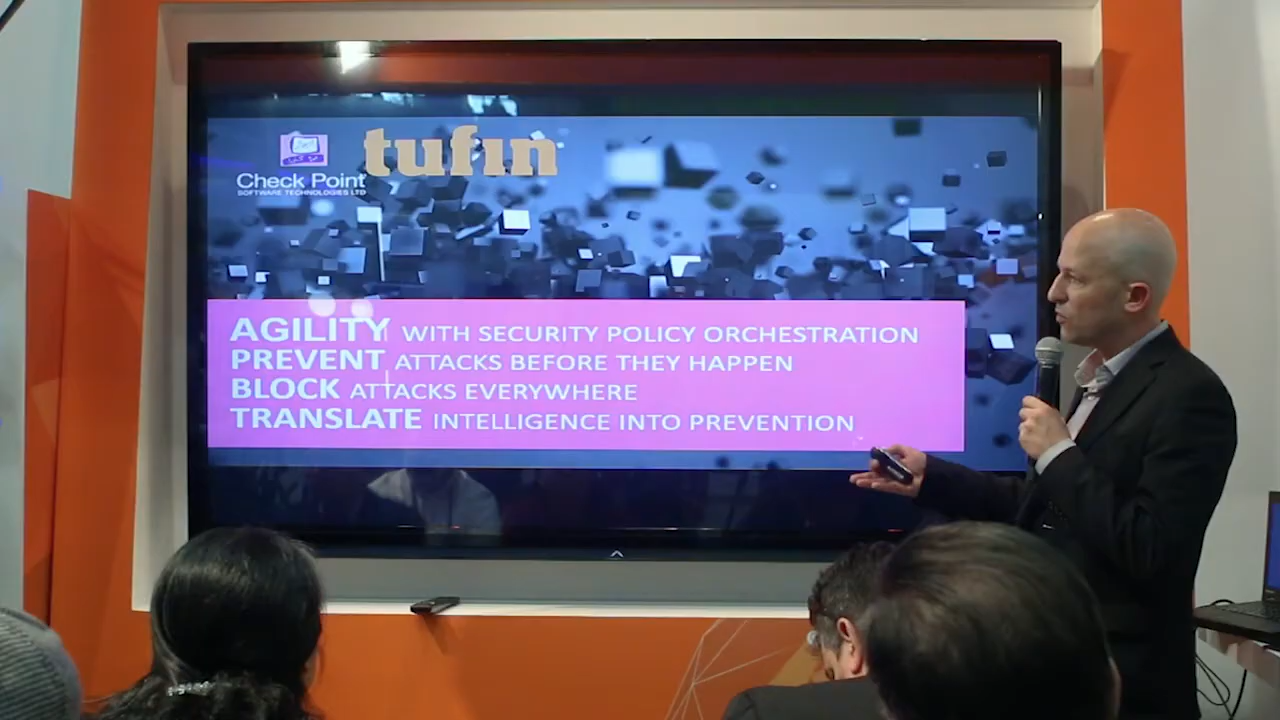 tufin
Check Point
SOFTWARE TECHNOLOGIES LTD
AGILITY WITH SECURITY POLICY ORCHESTRATION
PREVENT ATTACKS BEFORE THEY HAPPEN
BLOCK ATTACKS EVERYWHERE
TRANSLATE INTELLIGENCE INTO PREVENTION